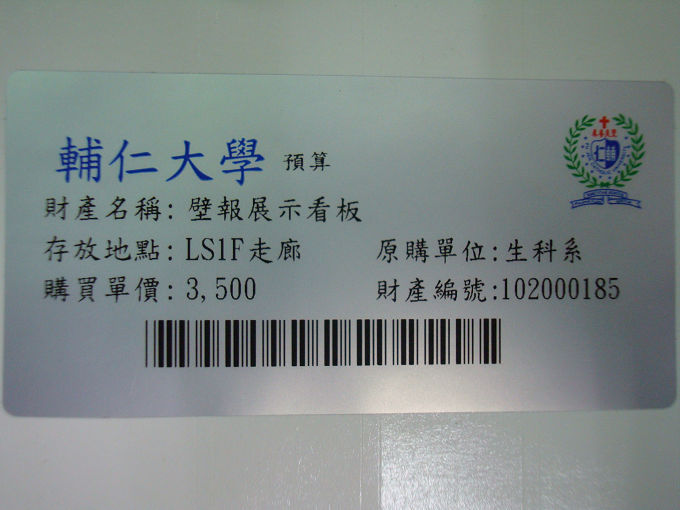 輔仁大學 預算
財產名稱: 壁報展示看板
存放地點: LS1F走廊 原購單位:生科系
購買單價: 3,500 財產編號:102000185